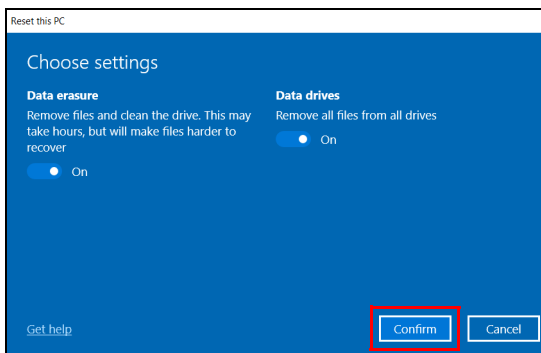 Reset this PC
Choose settings
Data erasure
Remove files and clean the drive. This may
take hours, but will make files harder to
recover
On
Data drives
Remove all files from all drives
On
Get help
Confirm
Cancel